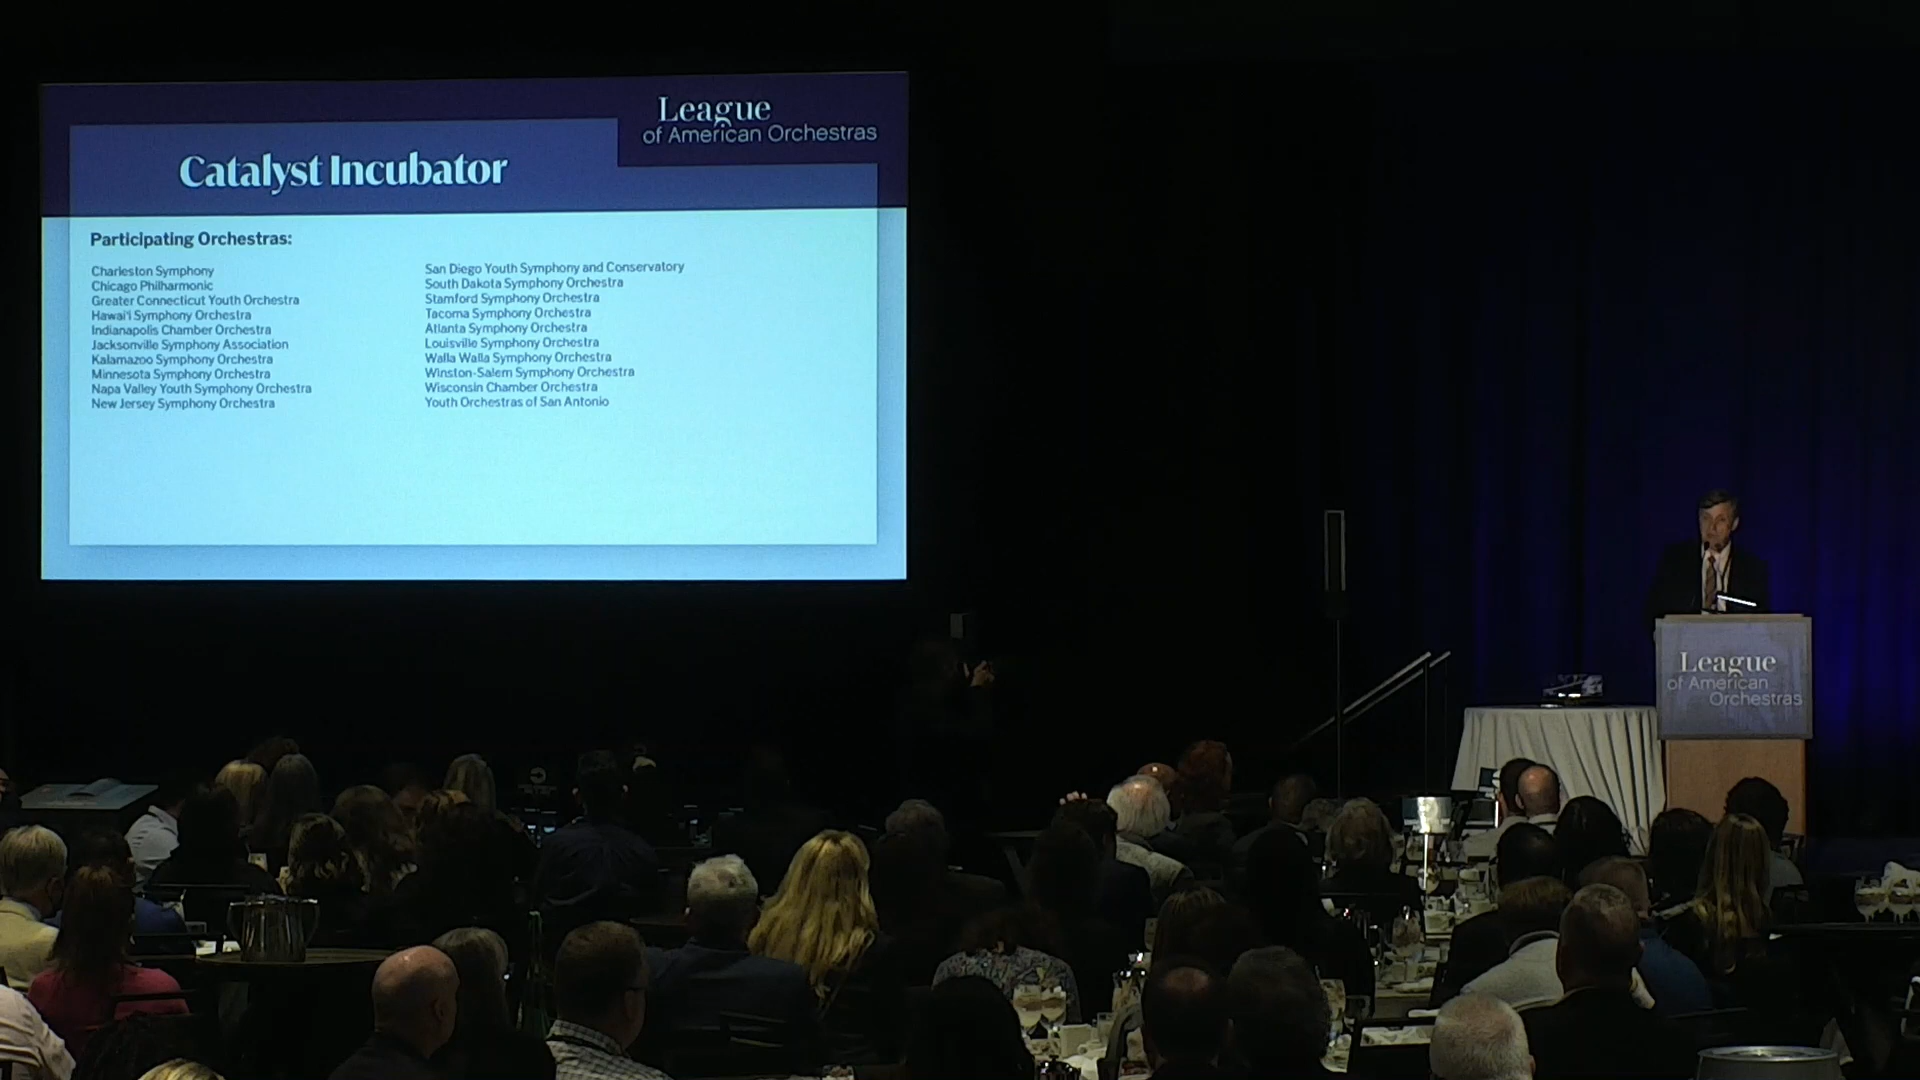 League
of American Orchestras
Catalyst Incubator
Participating Orchestras:
Charleston Symphony
Chicago Philharmonic
Greater Connecticut Youth Orchestra
Hawai'i Symphony Orchestra
Indianapolis Chamber Orchestra
Jacksonville Symphony Association
Kalamazoo Symphony Orchestra
Minnesota Symphony Orchestra
Napa Valley Youth Symphony Orchestra
New Jersey Symphony Orchestra
San Diego Youth Symphony and Conservatory
South Dakota Symphony Orchestra
Stamford Symphony Orchestra
Tacoma Symphony Orchestra
Atlanta Symphony Orchestra
Louisville Symphony Orchestra
Walla Walla Symphony Orchestra
Winston-Salem Symphony Orchestra
Wisconsin Chamber Orchestra
Youth Orchestras of San Antonio
League
of American
Orchestras